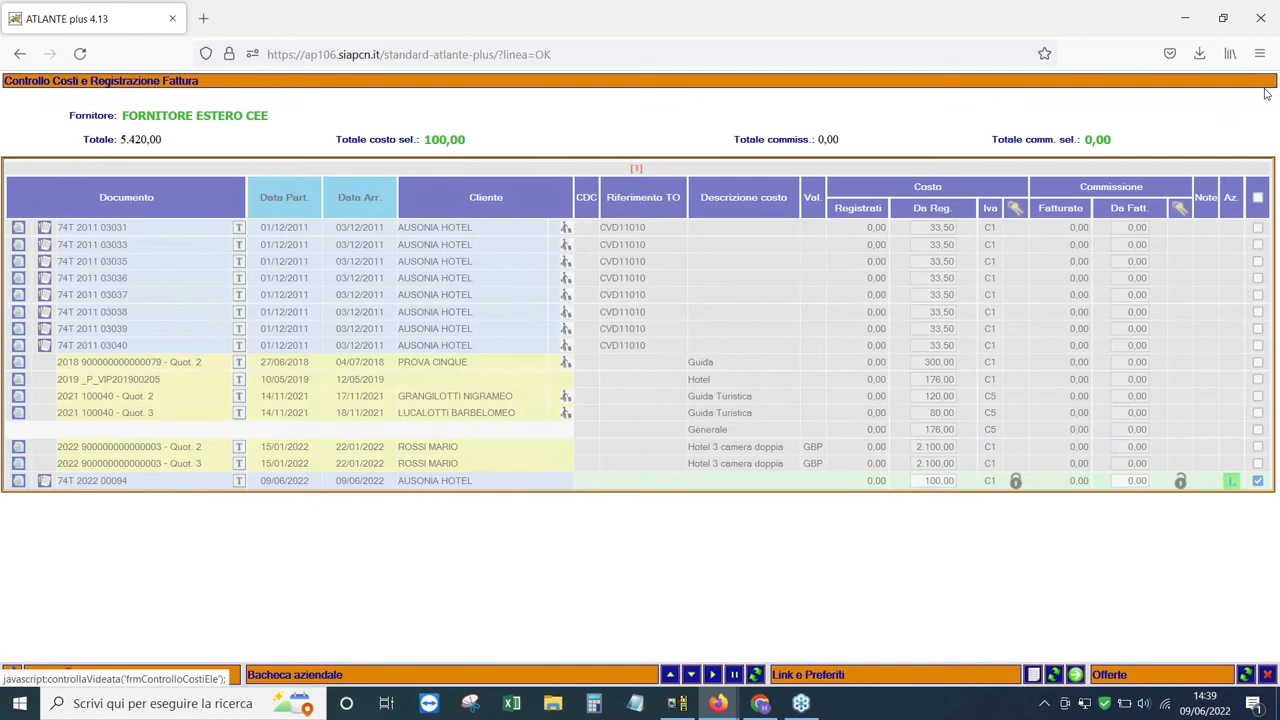 ATLANTE plus 4.13
https://ap106.siapcn.it/standard-atlante-plus/?linea=OK
Controllo Costi e Registrazione Fattura
Fornitore: FORNITORE ESTERO CEE
Totale: 5.420,00 Totale costo sel.: 100,00 Totale commiss.: 0,00 Totale comm. sel.: 0,00
[1]
Costo Commissione
Documento Data Part. Data Arr. Cliente CDC Riferimento TO Descrizione costo Val. Note Az.
Registrati Da Reg. Iva Fatturate Da Fatt.
74T 2011 03031 T 01/12/2011 03/12/2011 AUSONIA HOTEL CVD11010 0,00 33,50 C1 0,00 0,00
74T 2011 03033 T 01/12/2011 03/12/2011 AUSONIA HOTEL CVD11010 0,00 33,50 C1 0,00 0,00
74T 2011 03035 T 01/12/2011 03/12/2011 AUSONIA HOTEL CVD11010 0,00 33,50 C1 0,00 0,00
74T 2011 03036 T 01/12/2011 03/12/2011 AUSONIA HOTEL CVD11010 0,00 33,50 C1 0,00 0,00
74T 2011 03037 T 01/12/2011 03/12/2011 AUSONIA HOTEL CVD11010 0,00 33,50 C1 0,00 0,00
74T 2011 03038 T 01/12/2011 03/12/2011 AUSONIA HOTEL CVD11010 0,00 33,50 C1 0,00 0,00
74T 2011 03039 T 01/12/2011 03/12/2011 AUSONIA HOTEL CVD11010 0,00 33,50 C1 0,00 0,00
74T 2011 03040 T 01/12/2011 03/12/2011 AUSONIA HOTEL CVD11010 0,00 33,50 C1 0,00 0,00
2018 900000000000079 - Quot. 2 T 27/06/2018 04/07/2018 PROVA CINQUE Guida 0,00 300,00 C1 0,00 0,00
2019 _P_VIP201900205 T 10/05/2019 12/05/2019 Hotel 0,00 176,00 C1 0,00 0,00
2021 100040 - Quot. 2 T 14/11/2021 17/11/2021 GRANGILOTTI NIGRAMEO Guida Turistica 0,00 120,00 C5 0,00 0,00
2021 100040 - Quot. 3 T 14/11/2021 18/11/2021 LUCALOTTI BARBELOMEO Guida Turistica 0,00 80,00 C5 0,00 0,00
Generale 0,00 176,00 C5 0,00 0,00
2022 900000000000003 - Quot. 2 T 15/01/2022 22/01/2022 ROSSI MARIO Hotel 3 camera doppia GBP 0,00 2.100,00 C1 0,00 0,00
2022 900000000000003 - Quot. 3 T 15/01/2022 22/01/2022 ROSSI MARIO Hotel 3 camera doppia GBP 0,00 2.100,00 C1 0,00 0,00
74T 2022 00094 T 09/06/2022 09/06/2022 AUSONIA HOTEL 0,00 100,00 C1 0,00 0,00 L
Bacheca aziendale Link e Preferiti Offerte
javascript:controllaVideata('frmControlloCostiEle');
Scrivi qui per eseguire la ricerca
14:39
09/06/2022